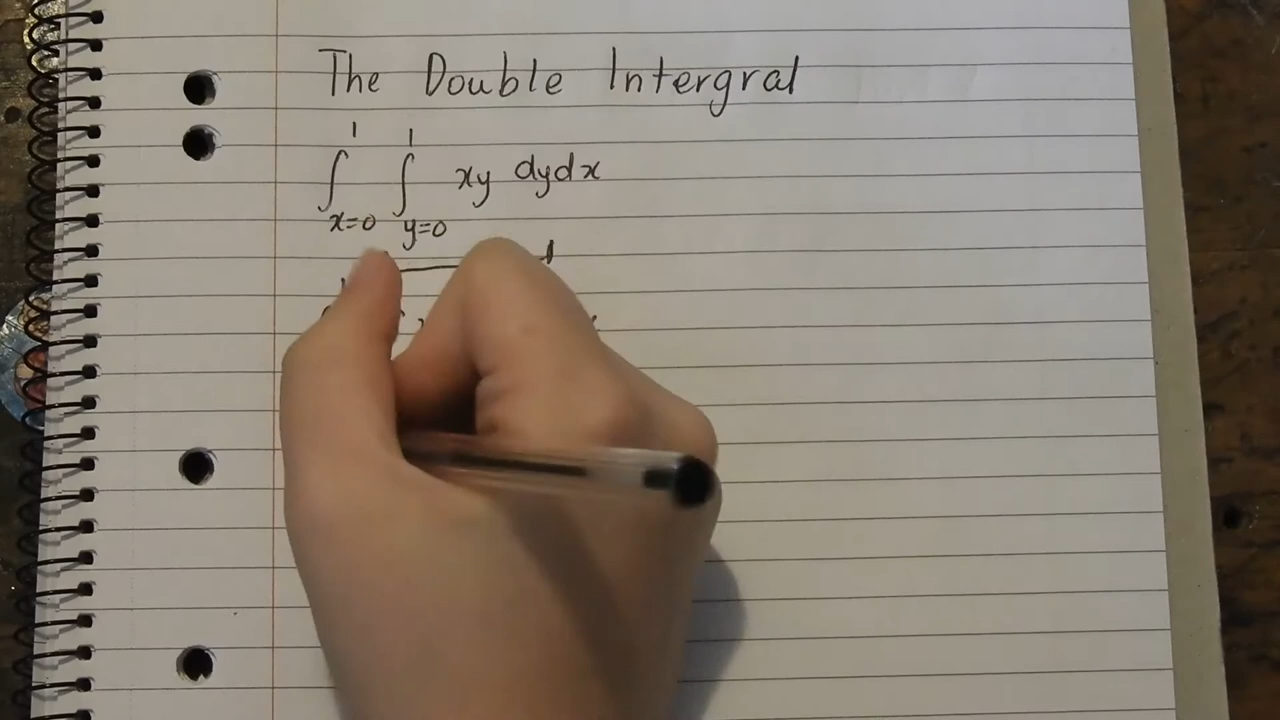 The Double Intergral
∫ 1 x=0 ∫ 1 y=0 xy dydx